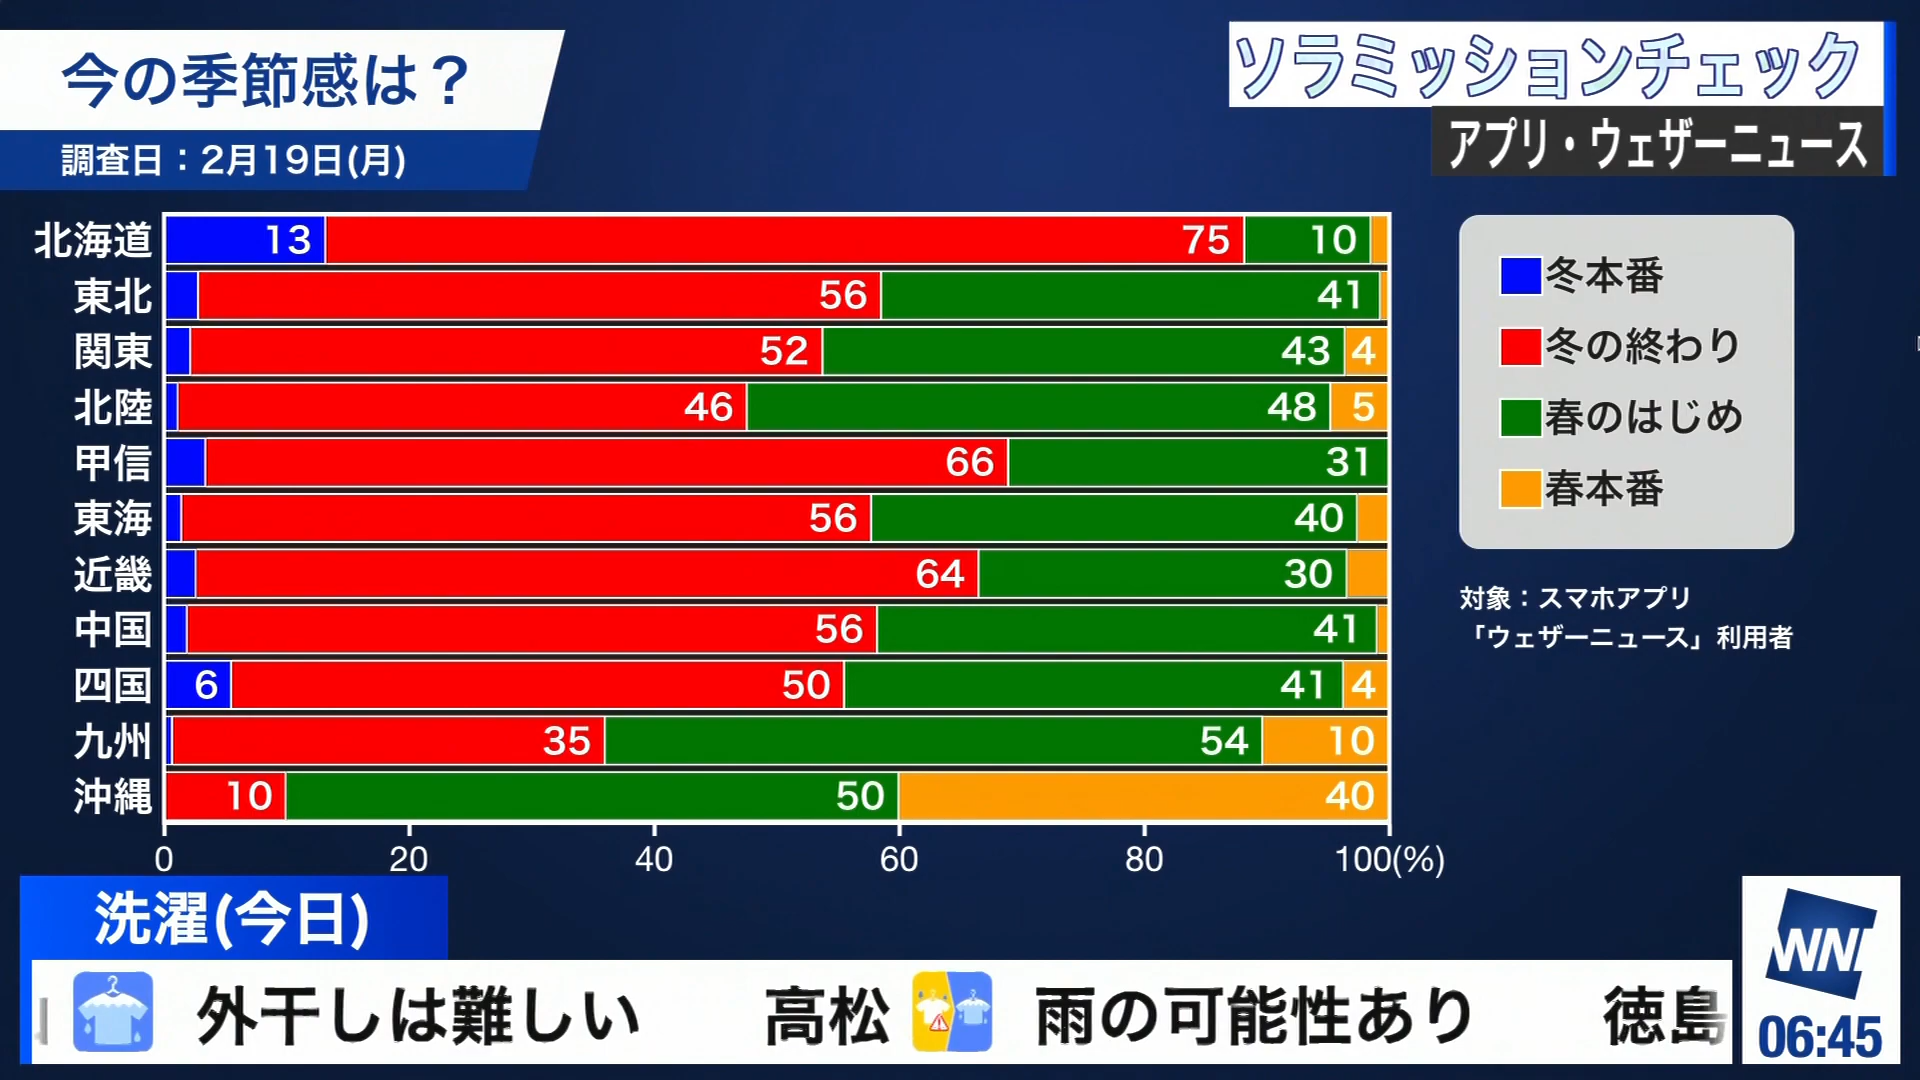 今の季節感は？
調査日：2月19日(月)
ソラミッションチェック
アプリ・ウェザーニュース
北海道 13 75 10
東北 56 41
関東 52 43 4
北陸 46 48 5
甲信 66 31
東海 56 40
近畿 64 30
中国 56 41
四国 6 50 41 4
九州 35 54 10
沖縄 10 50 40
0 20 40 60 80 100(%)
冬本番
冬の終わり
春のはじめ
春本番
対象：スマホアプリ
「ウェザーニュース」利用者
洗濯(今日)
外干しは難しい 高松 雨の可能性あり 徳島
WNI
06:45